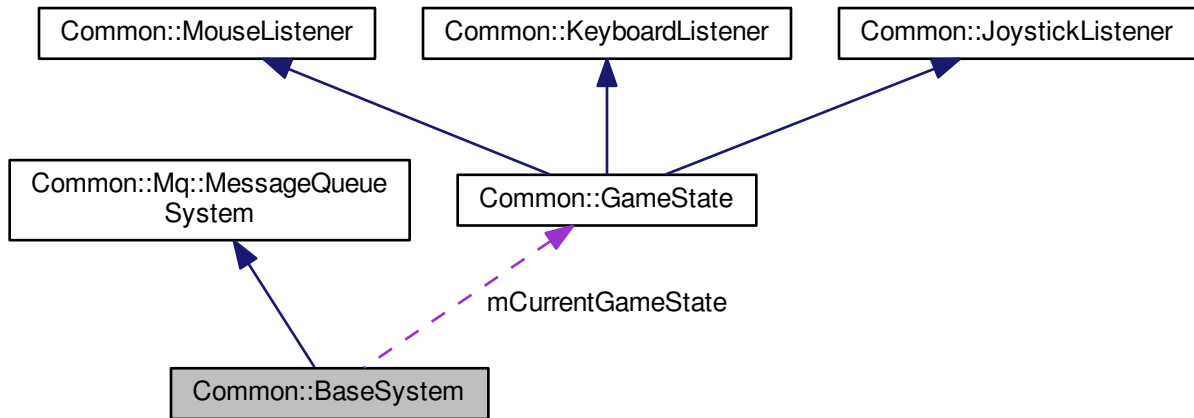 Common::MouseListener
Common::KeyboardListener
Common::JoystickListener
Common::Mq::MessageQueue
System
Common::GameState
mCurrentGameState
Common::BaseSystem